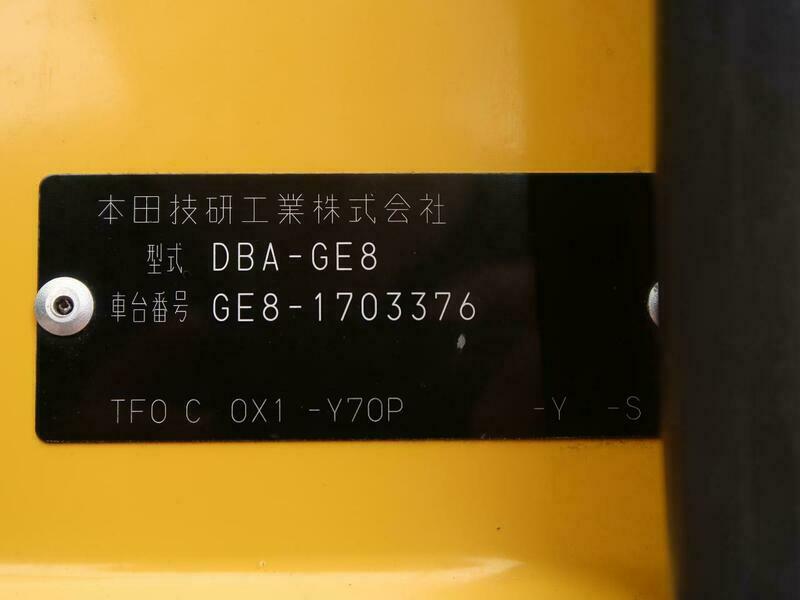 本田技研工業株式会社
型式 DBA-GE8
車台番号 GE8-1703376
TF0 C 0X1 -Y70P -Y -S